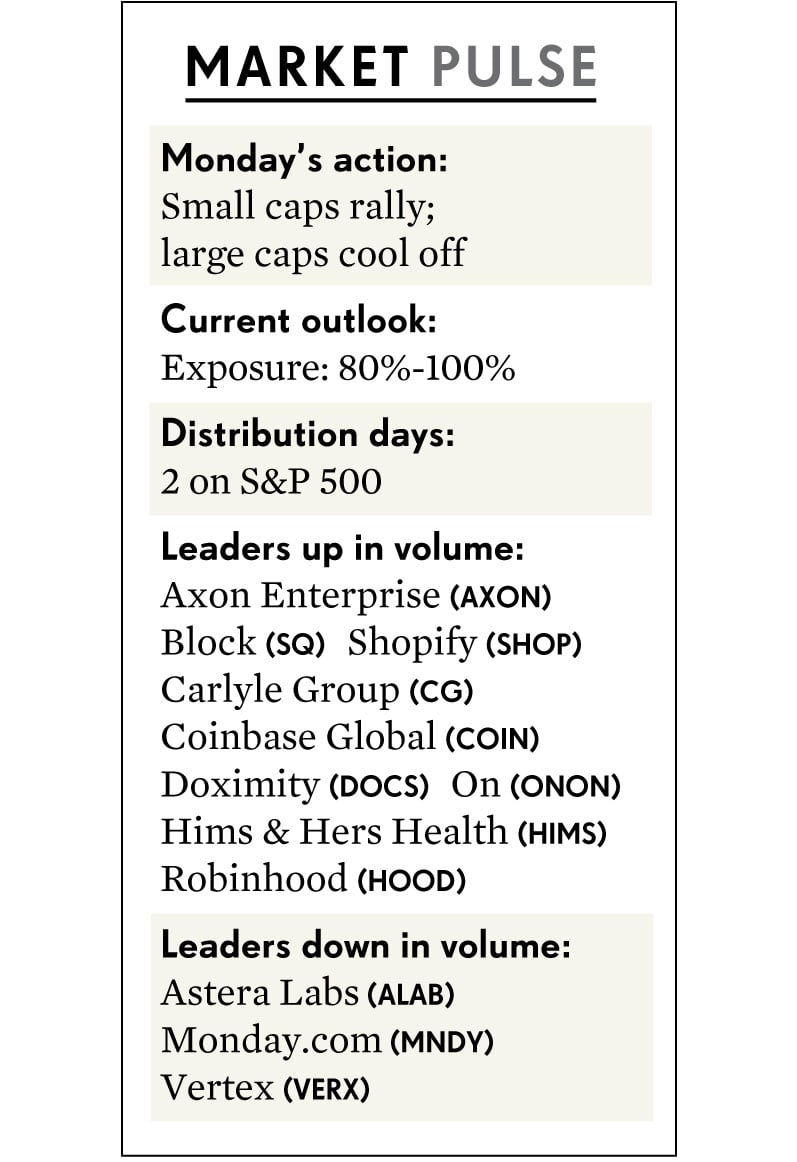 MARKET PULSE
Monday's action:
Small caps rally;
large caps cool off
Current outlook:
Exposure: 80%-100%
Distribution days:
2 on S&P 500
Leaders up in volume:
Axon Enterprise (AXON)
Block (SQ) Shopify (SHOP)
Carlyle Group (CG)
Coinbase Global (COIN)
Doximity (DOCS) On (ONON)
Hims & Hers Health (HIMS)
Robinhood (HOOD)
Leaders down in volume:
Astera Labs (ALAB)
Monday.com (MNDY)
Vertex (VERX)